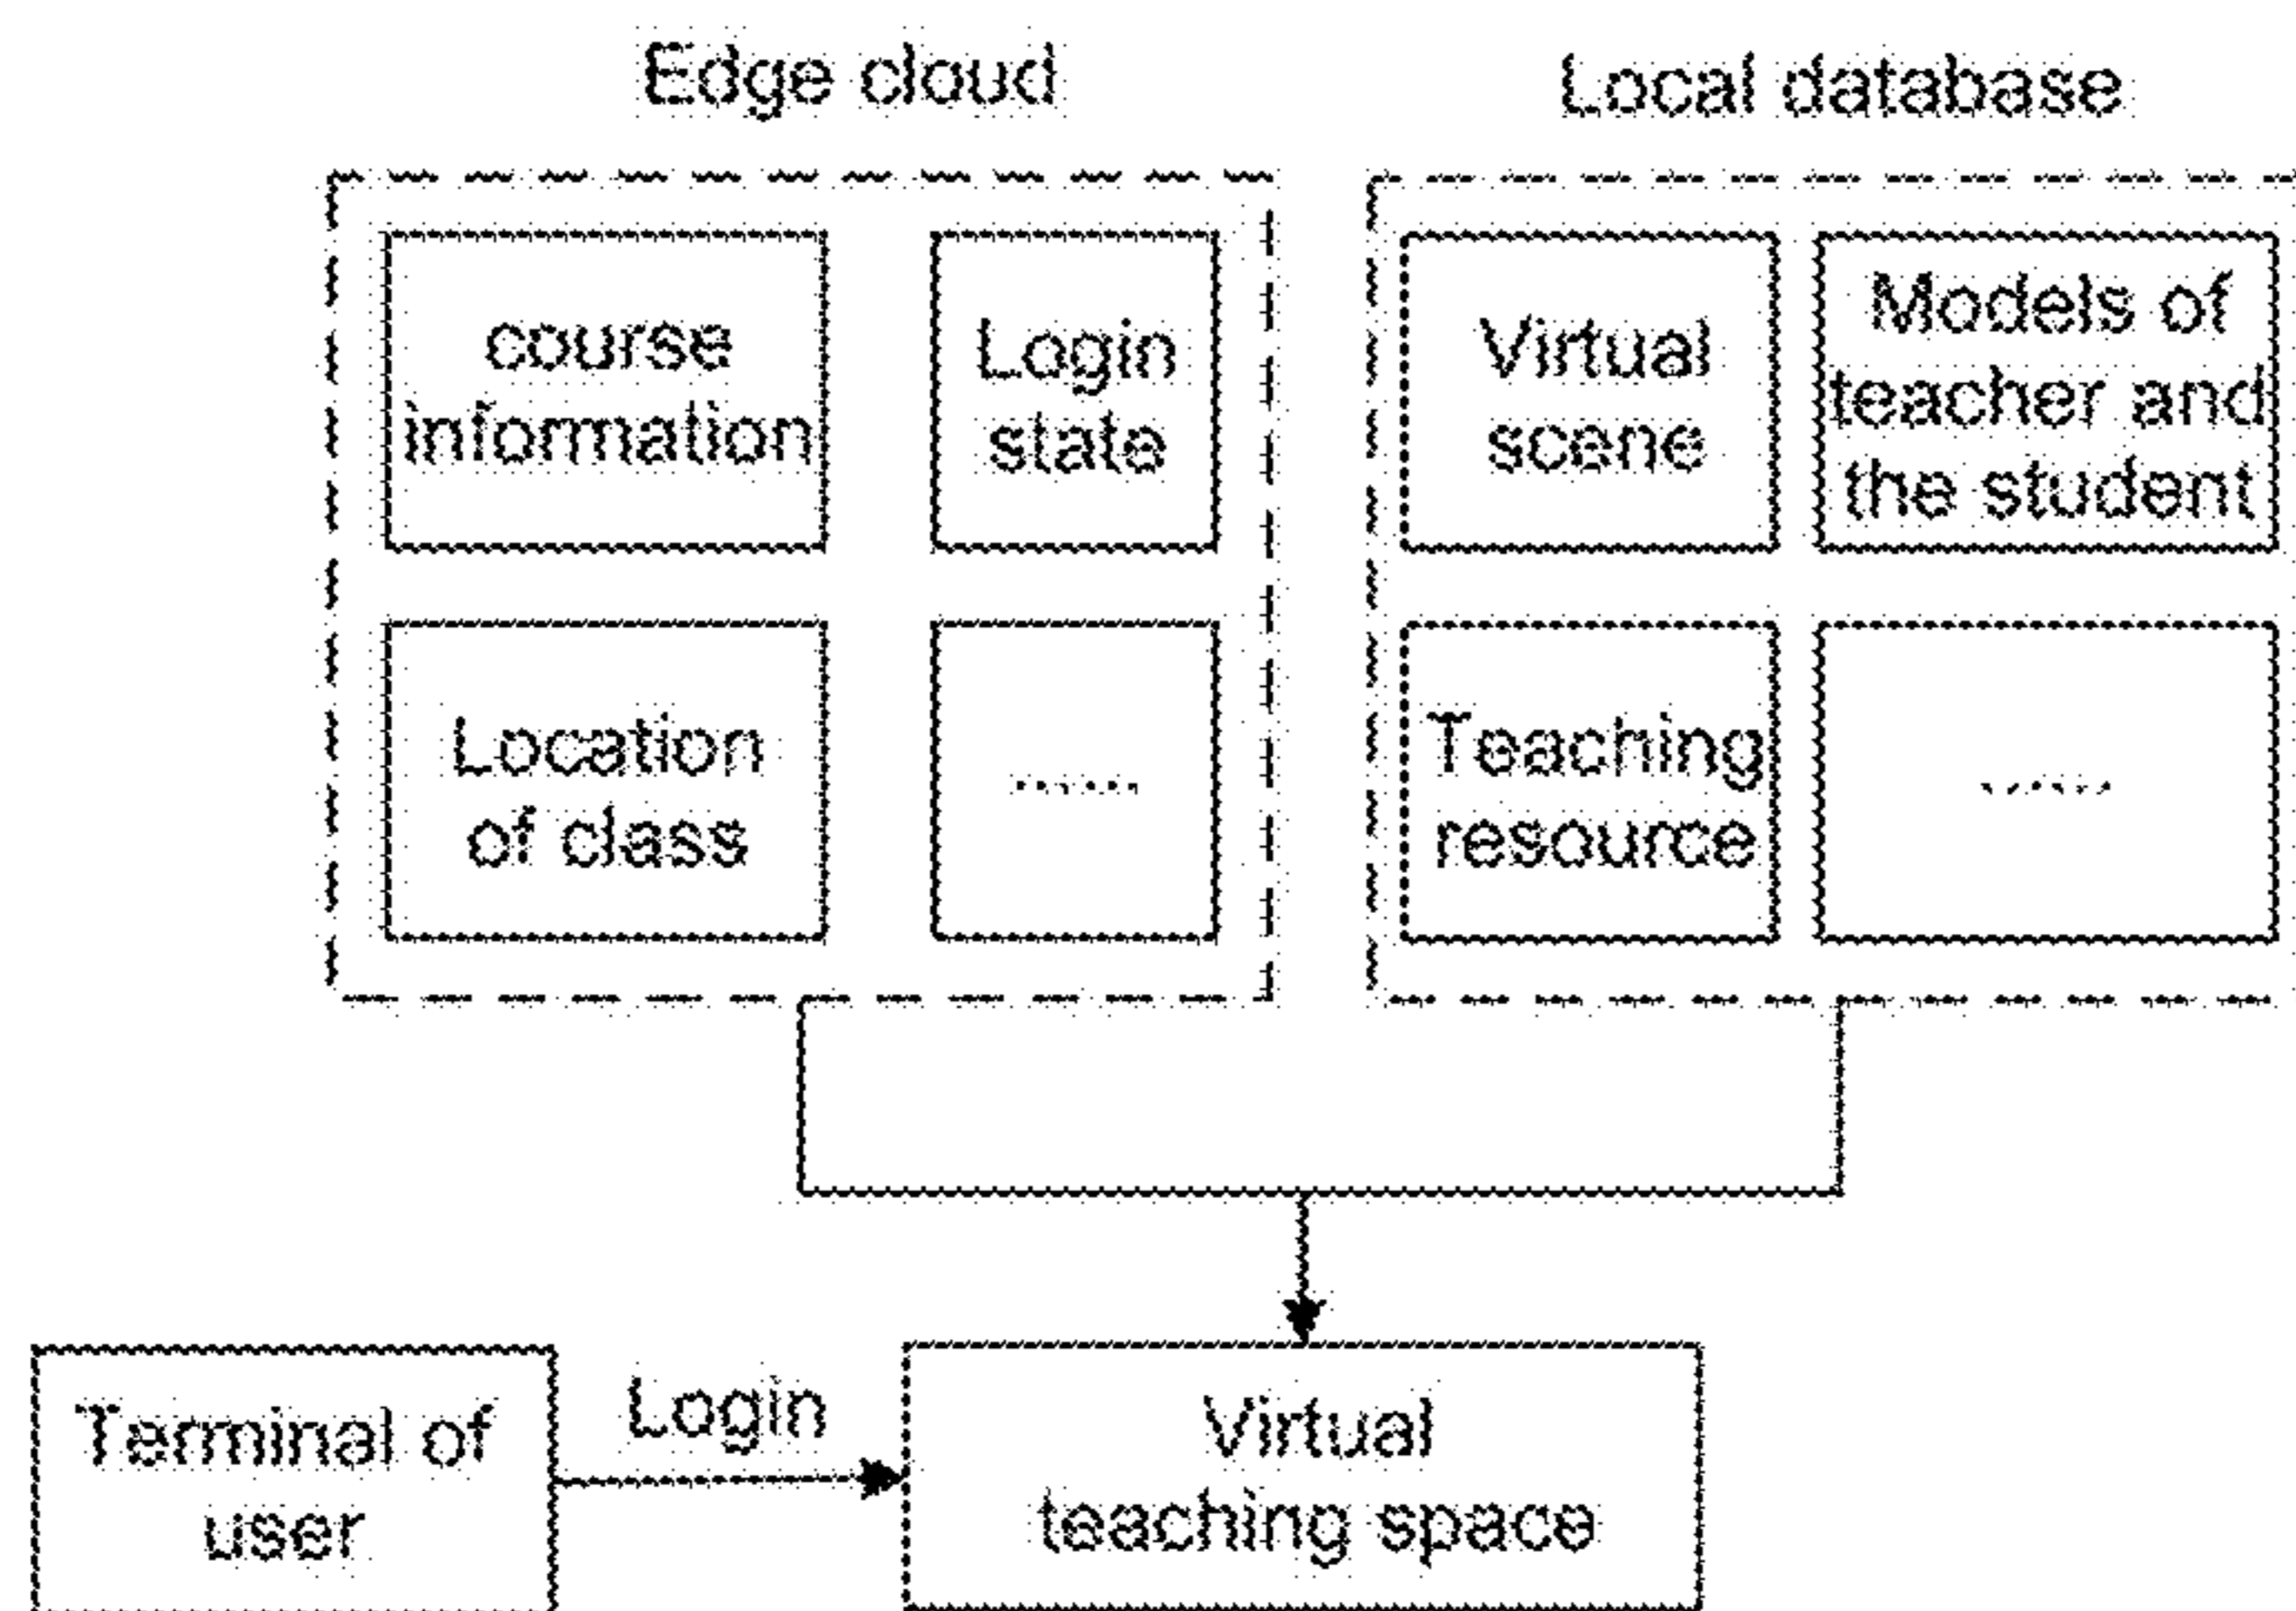 Edge cloud
Local database
course
information
Login
state
Virtual
scene
Models of
teacher and
the student
Location
of class
......
Teaching
resource
......
Terminal of
user
Login
Virtual
teaching space